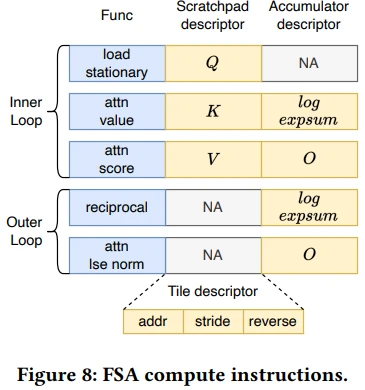 Func
Scratchpad
descriptor
Accumulator
descriptor
Inner
Loop
load
stationary
Q
NA
attn
value
K
log
expsum
attn
score
V
O
Outer
Loop
reciprocal
NA
log
expsum
attn
lse norm
NA
O
Tile descriptor
addr
stride
reverse
Figure 8: FSA compute instructions.